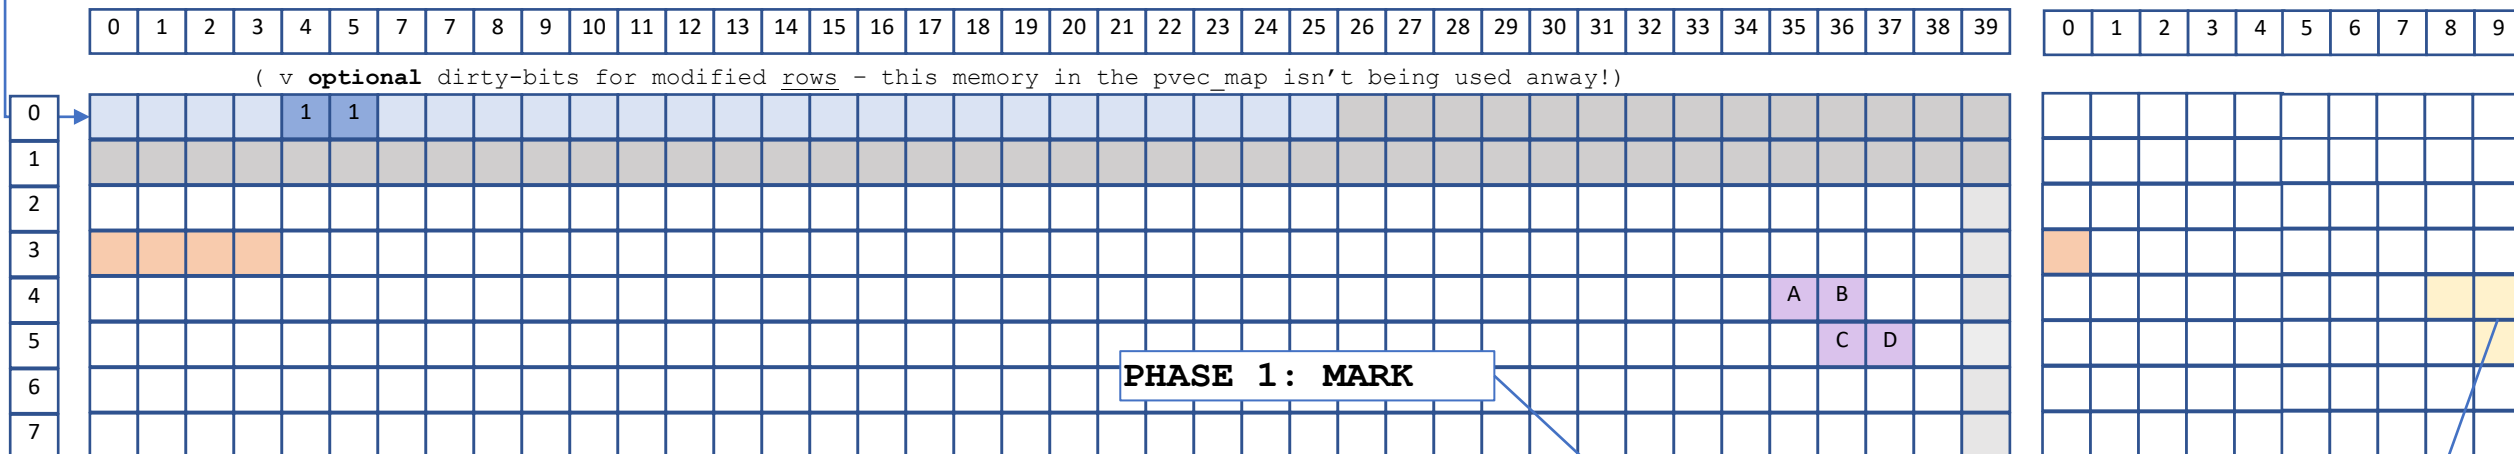 0 1 2 3 4 5 7 7 8 9 10 11 12 13 14 15 16 17 18 19 20 21 22 23 24 25 26 27 28 29 30 31 32 33 34 35 36 37 38 39 0 1 2 3 4 5 6 7 8 9
( v optional dirty-bits for modified rows – this memory in the pvec_map isn't being used anway!)
0 1 1
1
2
3
4 A B
5 C D
PHASE 1: MARK
6
7